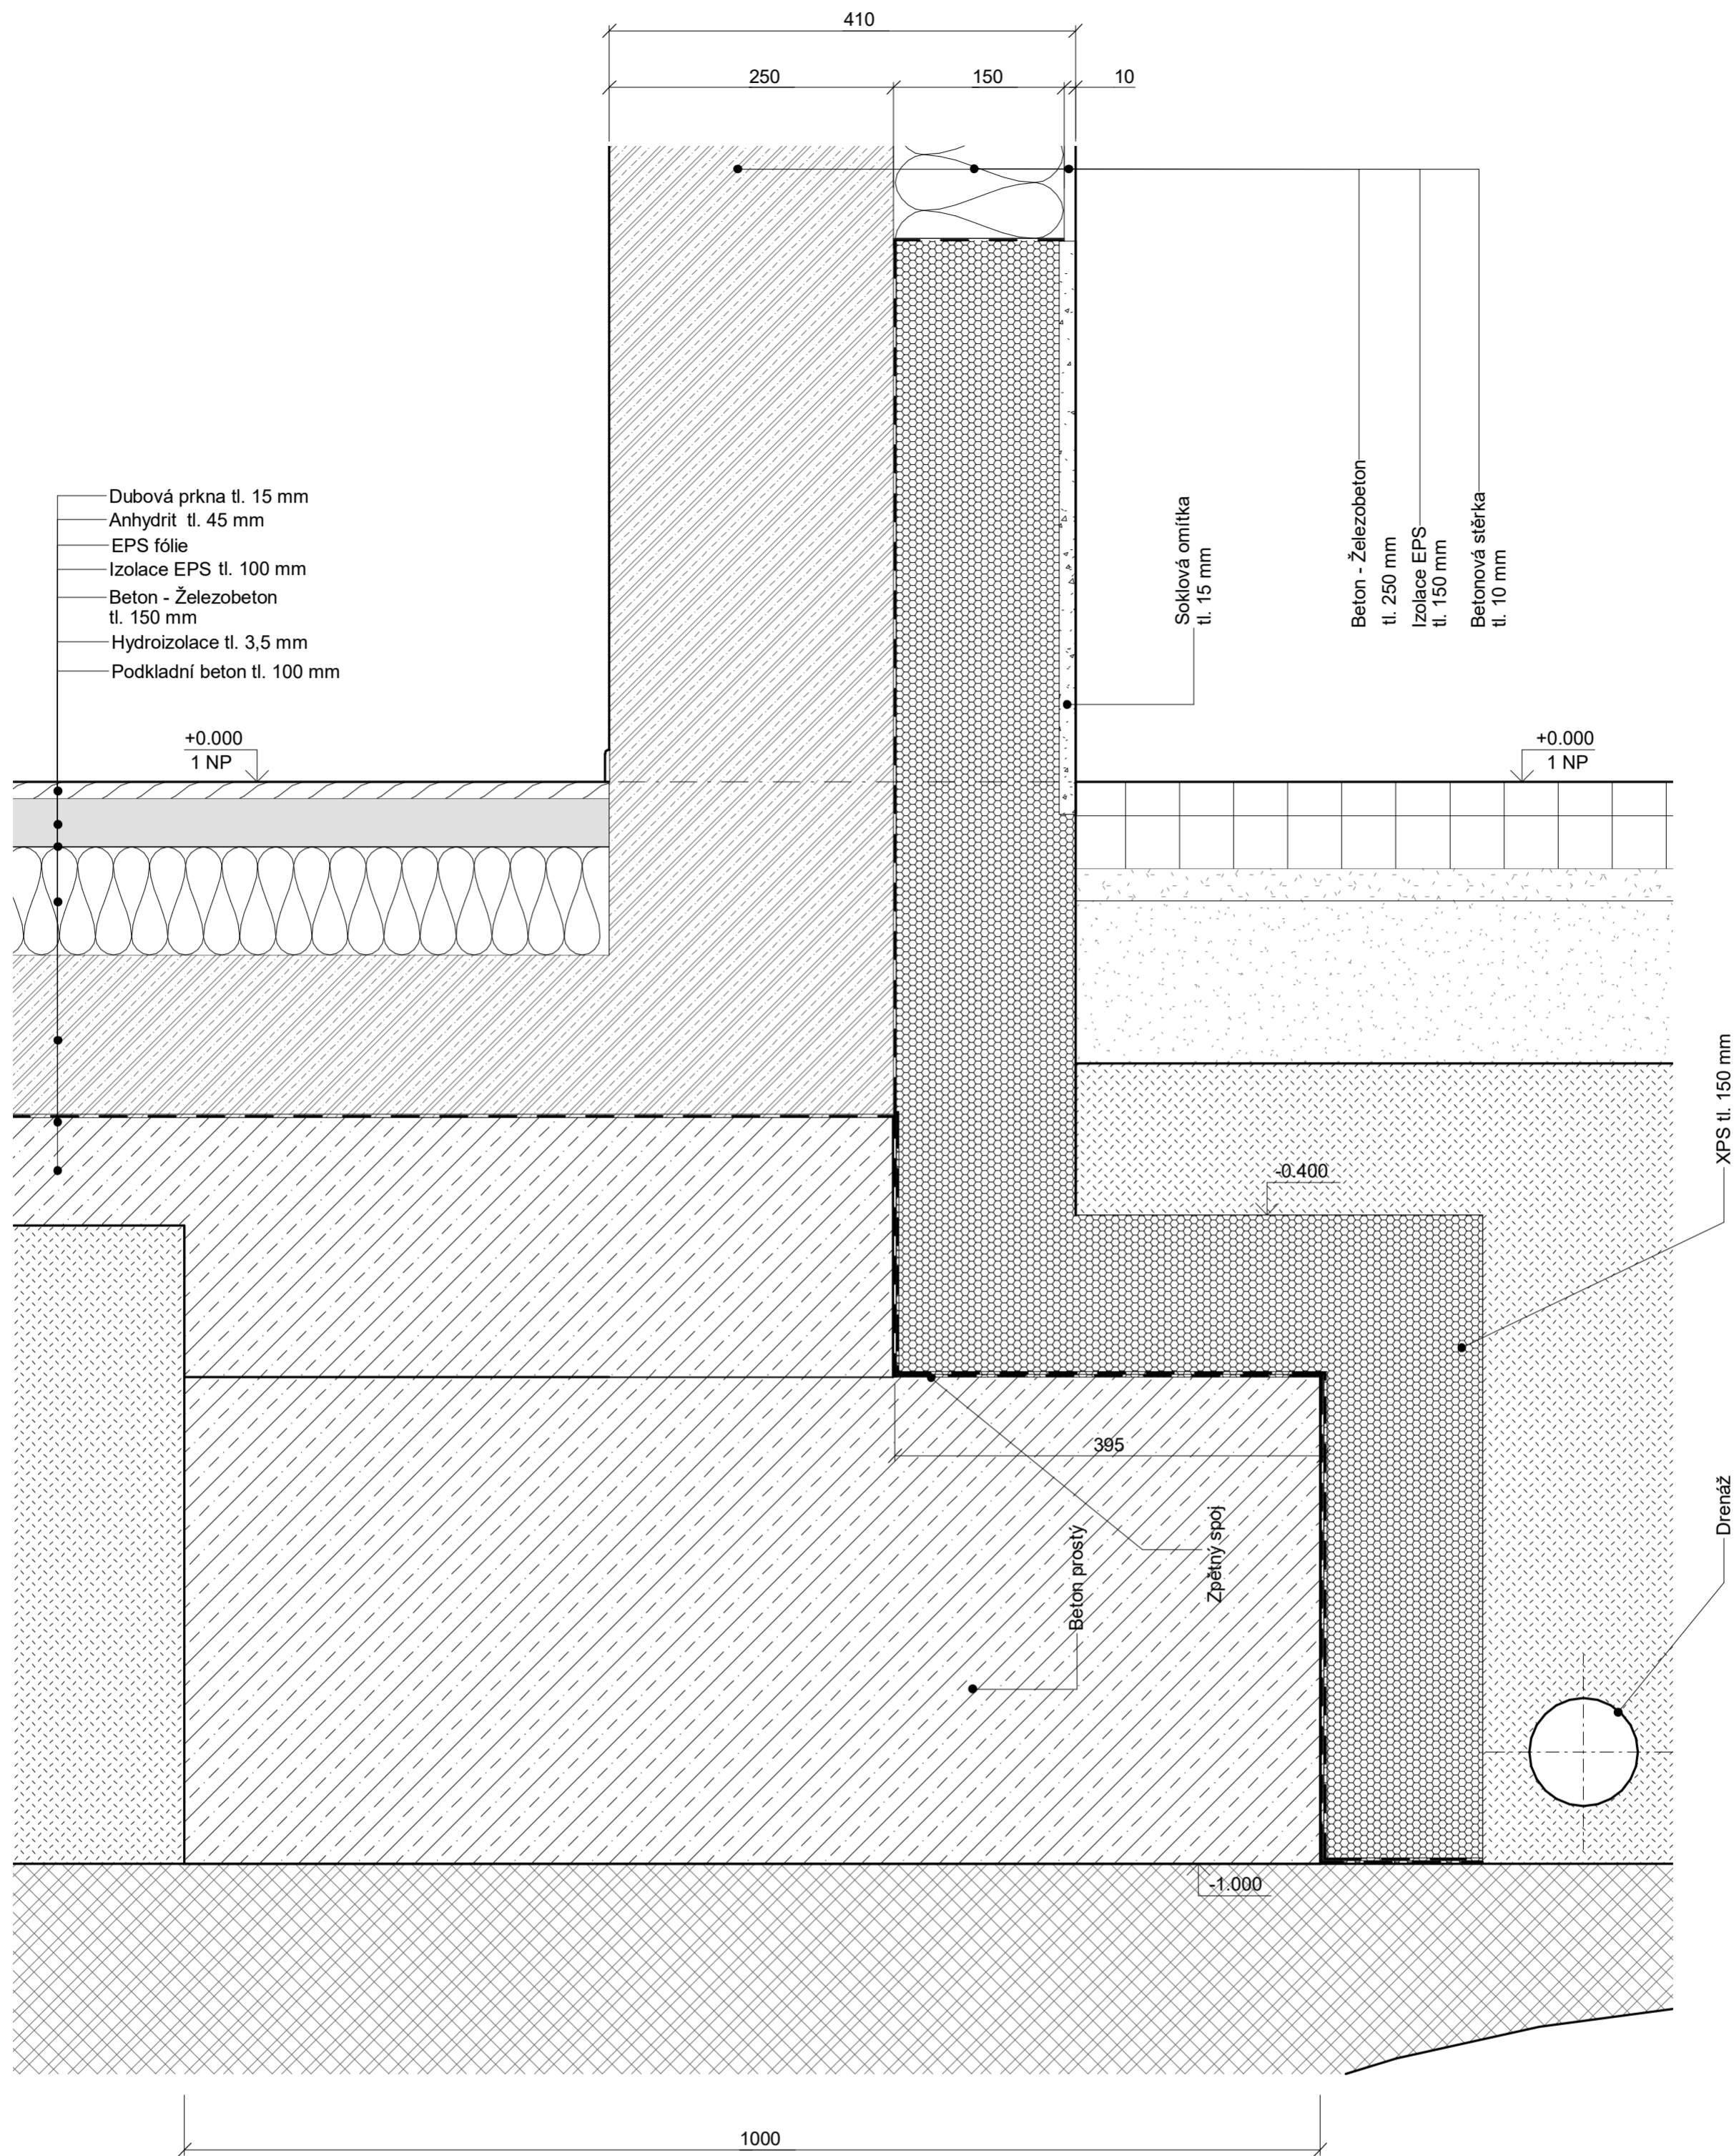 410
250
150
10
Dubová prkna tl. 15 mm
Anhydrit tl. 45 mm
EPS fólie
Izolace EPS tl. 100 mm
Beton - Železobeton
tl. 150 mm
Hydroizolace tl. 3,5 mm
Podkladní beton tl. 100 mm
Soklová omítka
tl. 15 mm
Beton - Železobeton
tl. 250 mm
Izolace EPS
tl. 150 mm
Betonová stěrka
tl. 10 mm
+0.000
1 NP
+0.000
1 NP
XPS tl. 150 mm
-0.400
395
Beton prostý
Zpětný spoj
Drenáž
-1.000
1000